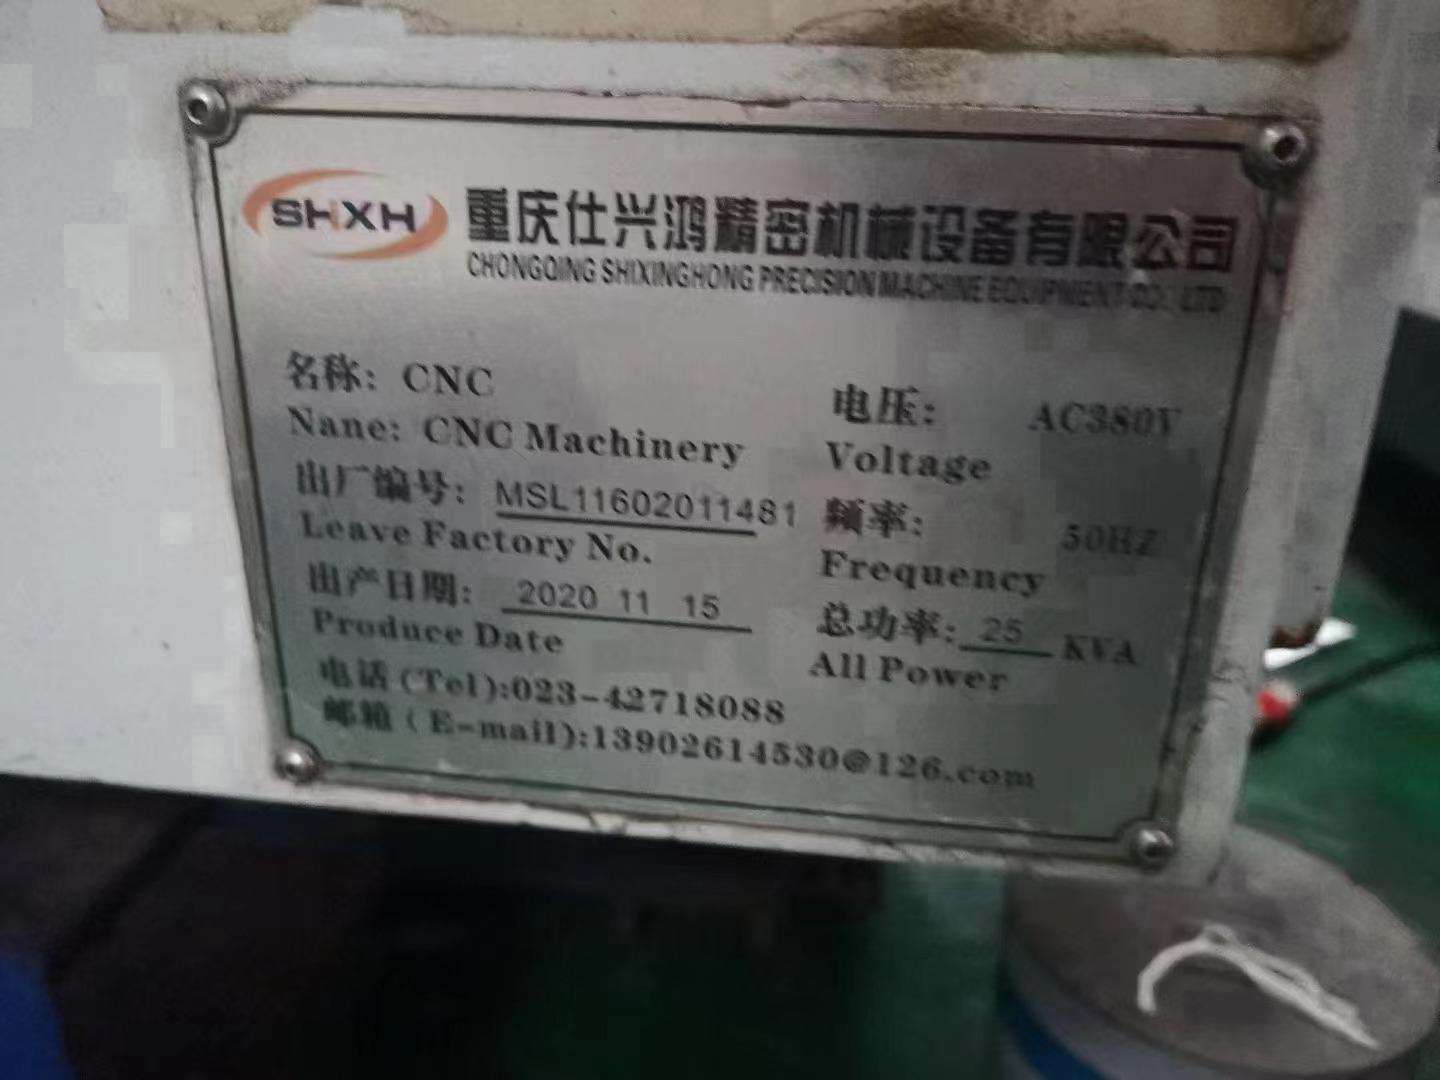 SHXH
重庆仕兴鸿精密机械设备有限公司
CHONGQING SHIXINGHONG PRECISION MACHINE EQUIPMENT CO., LTD
名称: CNC
Nane: CNC Machinery
出厂编号: MSL11602011481
Leave Factory No.
出产日期: 2020 11 15
Produce Date
电话(Tel):023-42718088
邮箱(E-mail):13902614530@126.com
电压: AC380V
Voltage
频率: 50HZ
Frequency
总功率: 25 KVA
All Power